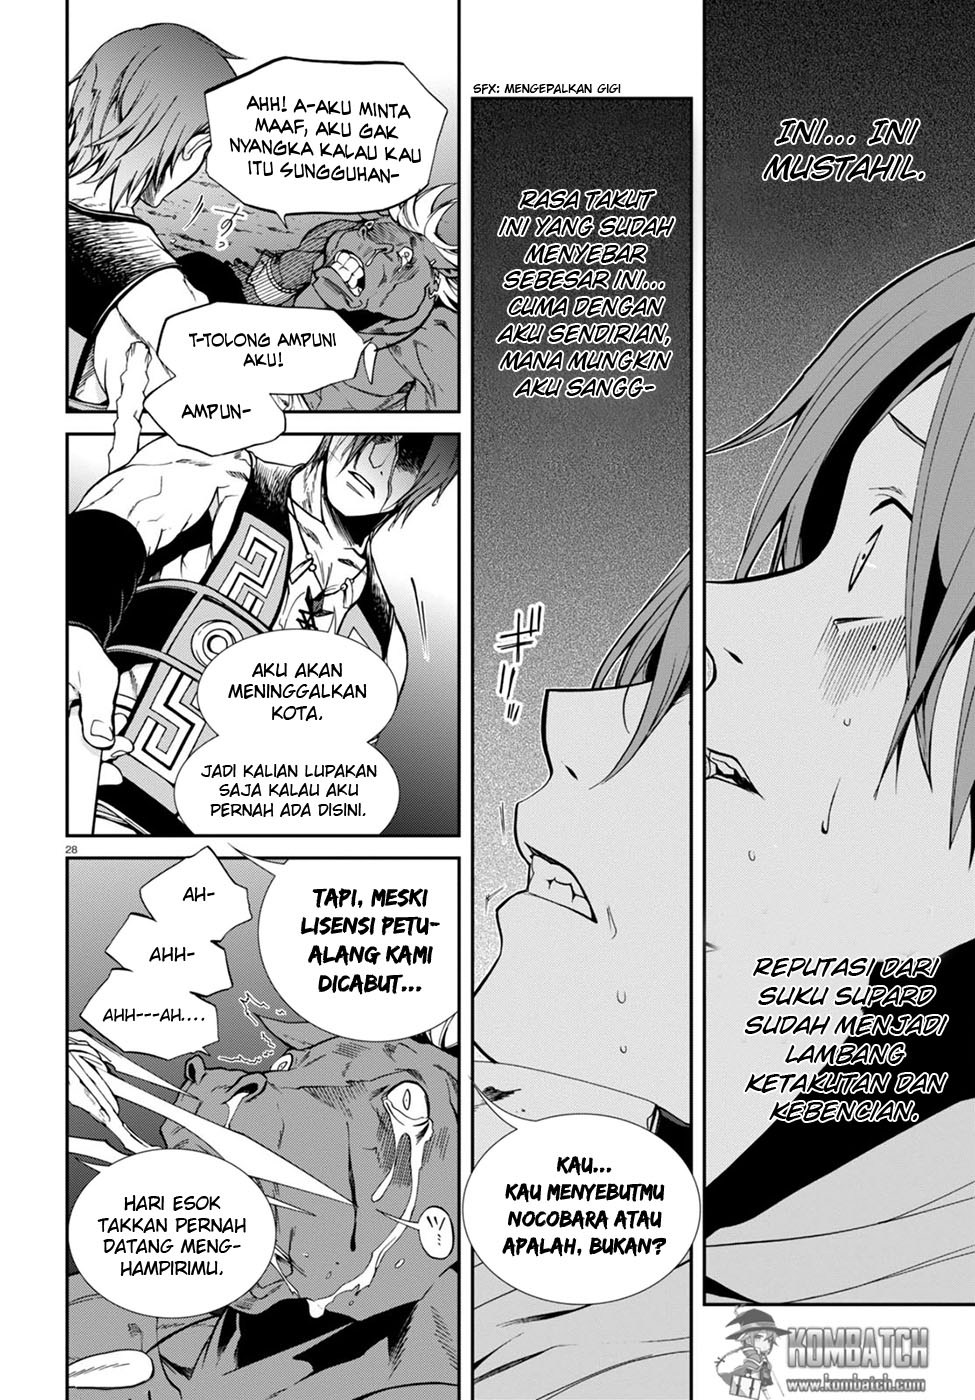 INI... INI
MUSTAHIL.
REPUTASI DARI
SUKU SUPARD
SUDAH MENJADI
LAMBANG
KETAKUTAN DAN
KEBENCIAN.
SFX: MENGEPALKAN GIGI
RASA TAKUT
INI YANG SUDAH
MENYEBAR
SEBESAR INI...
CUMA DENGAN
AKU SENDIRIAN,
MANA MUNGKIN
AKU SANGG-
KAU...
KAU MENYEBUTMU
NOCOBARA ATAU
APALAH, BUKAN?
AHH! A-AKU MINTA
MAAF, AKU GAK
NYANGKA KALAU KAU
ITU SUNGGUHAN-
T-TOLONG AMPUNI
AKU!
AMPUN-
AKU AKAN
MENINGGALKAN
KOTA.
JADI KALIAN LUPAKAN
SAJA KALAU AKU
PERNAH ADA DISINI.
28
TAPI, MESKI
LISENSI PETU-
ALANG KAMI
DICABUT...
AH-
AHH-
AHH---AH....
HARI ESOK
TAKKAN PERNAH
DATANG MENG-
HAMPIRIMU.
KOMBATCH
www.kombatch.com